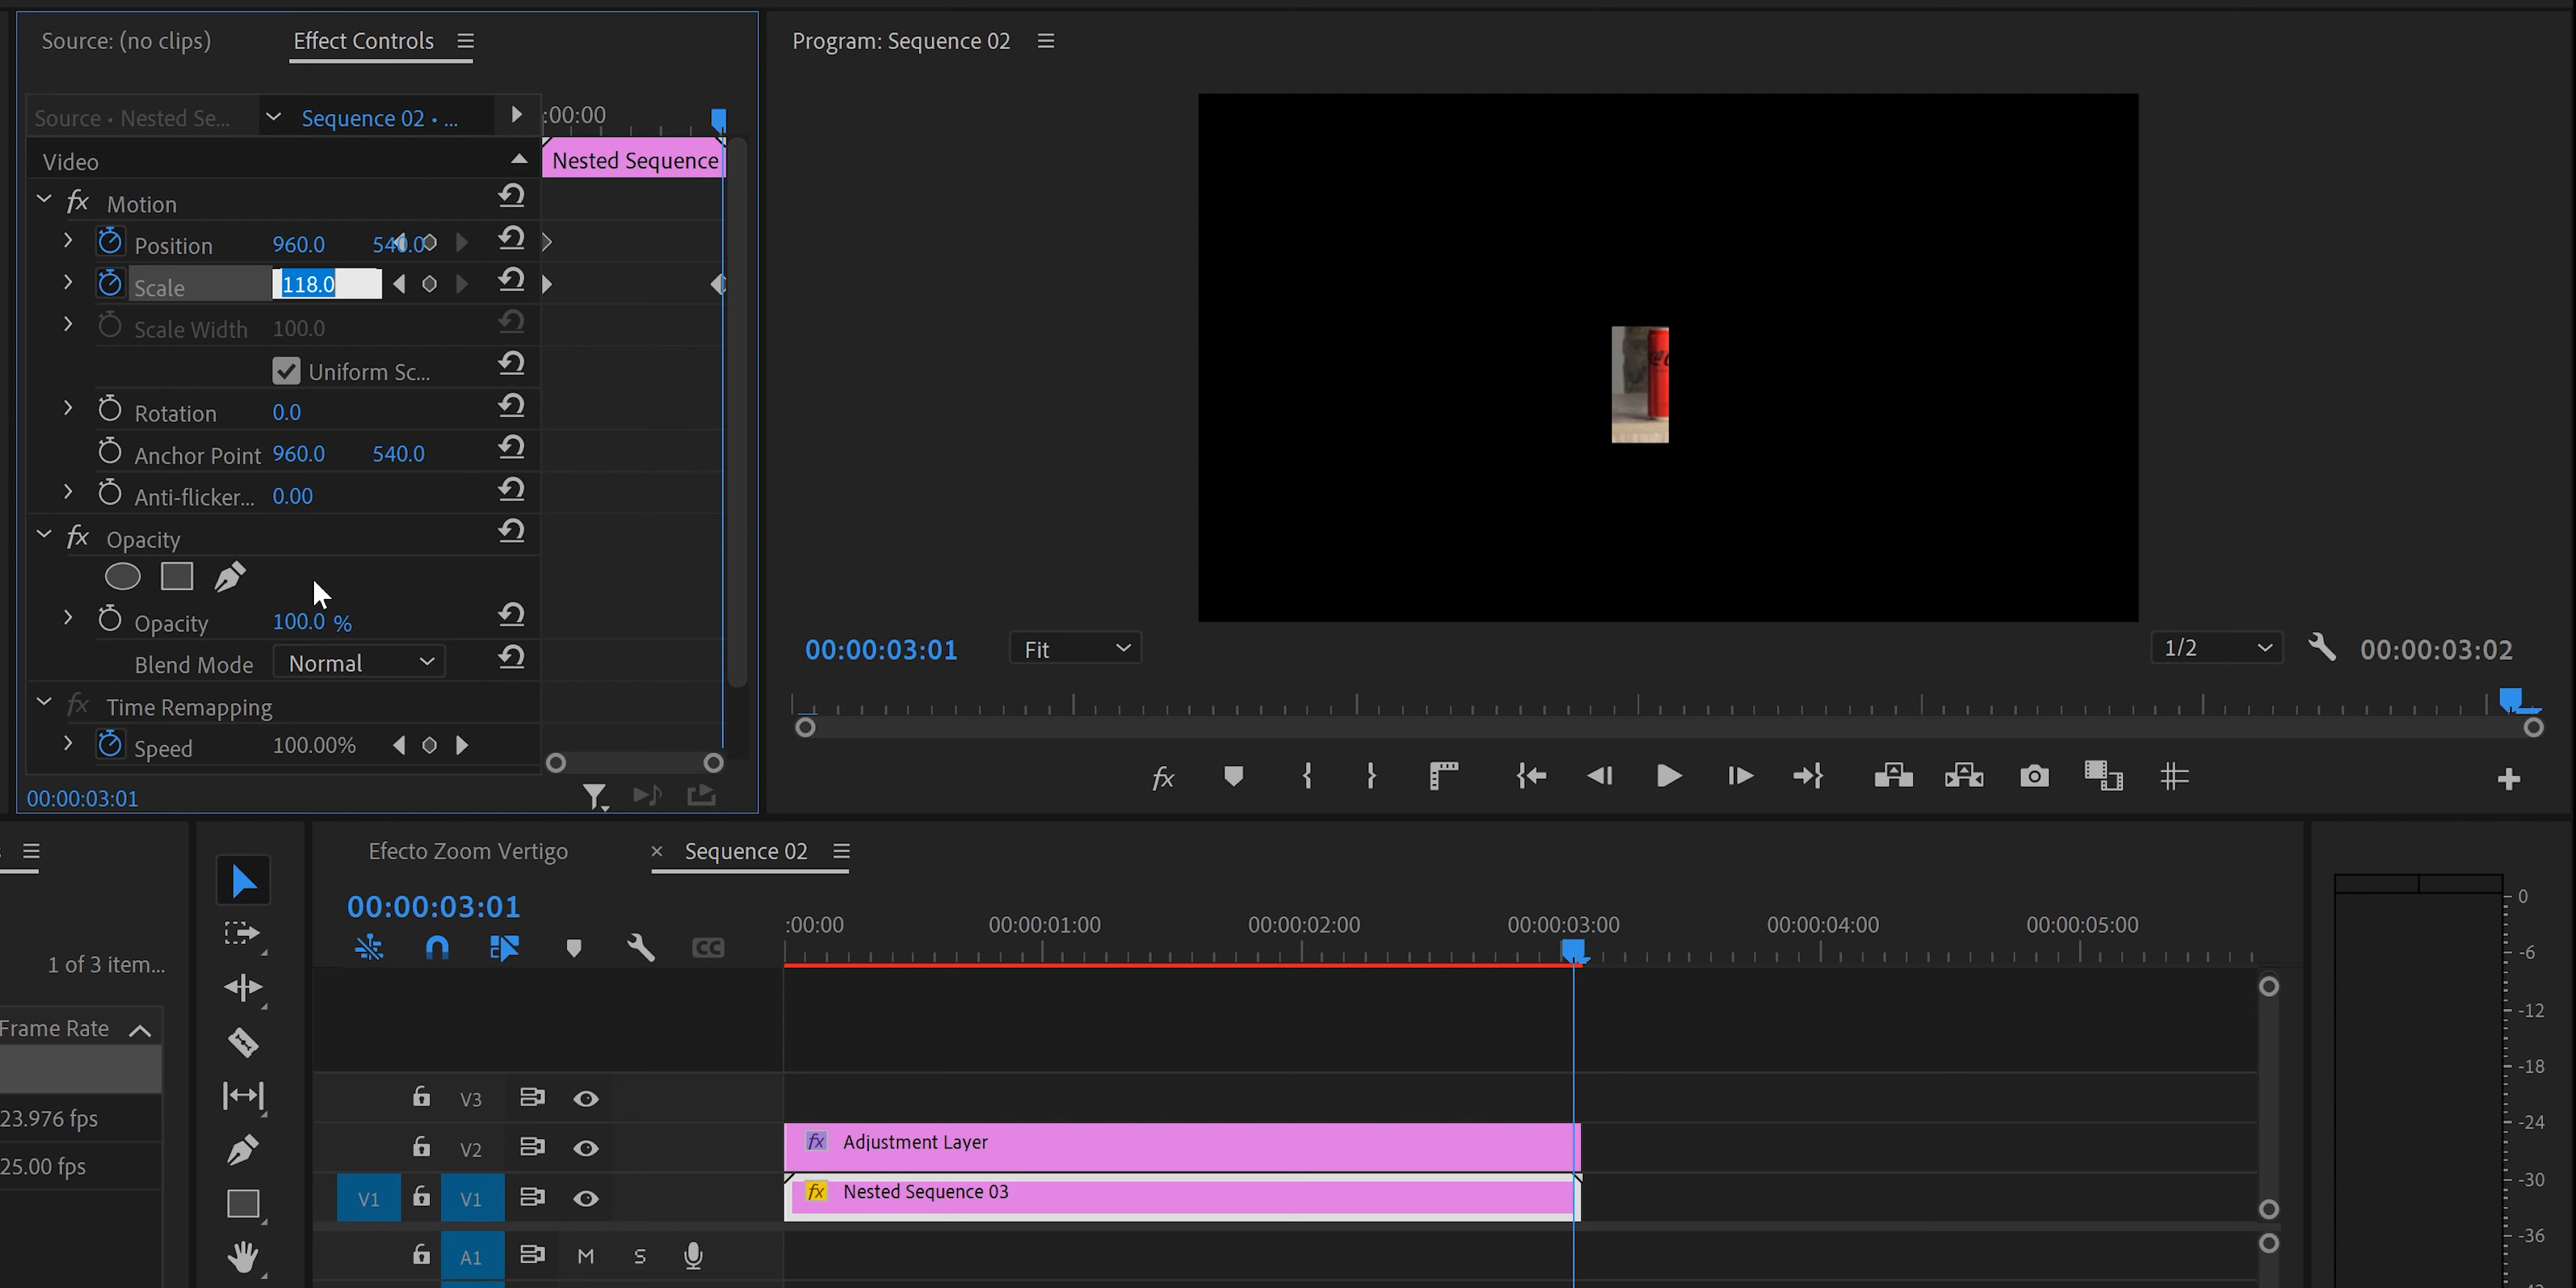 Source: (no clips)
Effect Controls
Program: Sequence 02
Source • Nested Se...
Sequence 02 • ...
:00:00
Video
Nested Sequence
fx Motion
Position 960.0 540.0
Scale 118.0
Scale Width 100.0
Uniform Sc...
Rotation 0.0
Anchor Point 960.0 540.0
Anti-flicker... 0.00
fx Opacity
Opacity 100.0 %
Blend Mode Normal
fx Time Remapping
Speed 100.00%
00:00:03:01
00:00:03:01
Fit
1/2
00:00:03:02
fx
Efecto Zoom Vertigo
× Sequence 02
00:00:03:01
CC
:00:00 00:00:01:00 00:00:02:00 00:00:03:00 00:00:04:00 00:00:05:00
1 of 3 item...
Frame Rate
23.976 fps
25.00 fps
V3
V2
fx Adjustment Layer
V1 V1
fx Nested Sequence 03
A1 M S
0
-6
-12
-18
-24
-30
-36